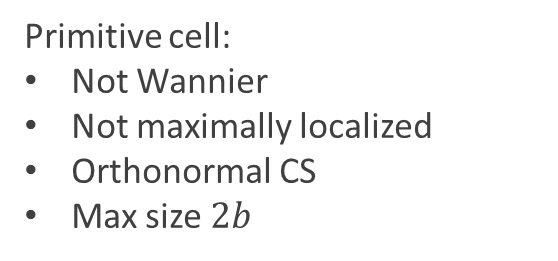 Primitive cell:
• Not Wannier
• Not maximally localized
• Orthonormal CS
• Max size 2b